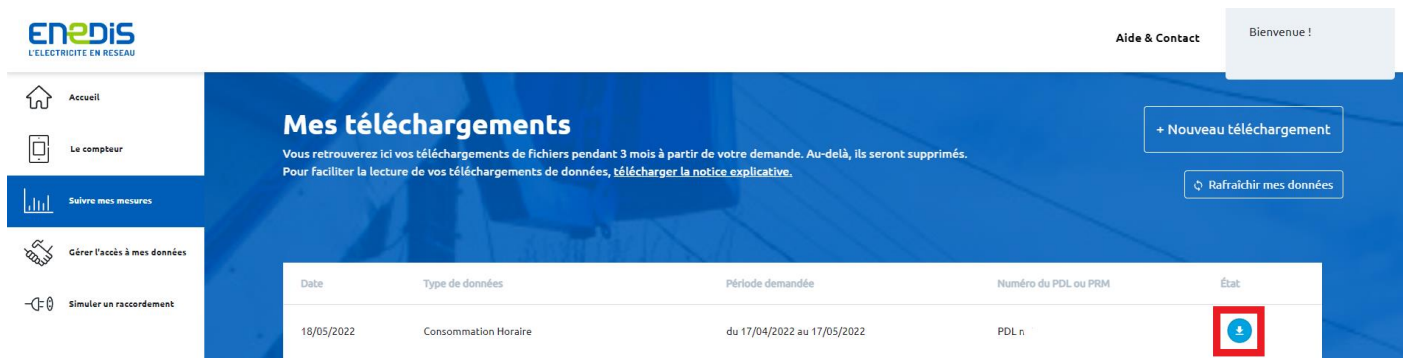 ENEDIS
L'ELECTRICITE EN RESEAU
Aide & Contact
Bienvenue !
Accueil
Le compteur
Suivre mes mesures
Gérer l'accès à mes données
Simuler un raccordement
Mes téléchargements
Vous retrouverez ici vos téléchargements de fichiers pendant 3 mois à partir de votre demande. Au-delà, ils seront supprimés.
Pour faciliter la lecture de vos téléchargements de données, télécharger la notice explicative.
+ Nouveau téléchargement
Rafraîchir mes données
Date Type de données Période demandée Numéro du PDL ou PRM État
18/05/2022 Consommation Horaire du 17/04/2022 au 17/05/2022 PDL n